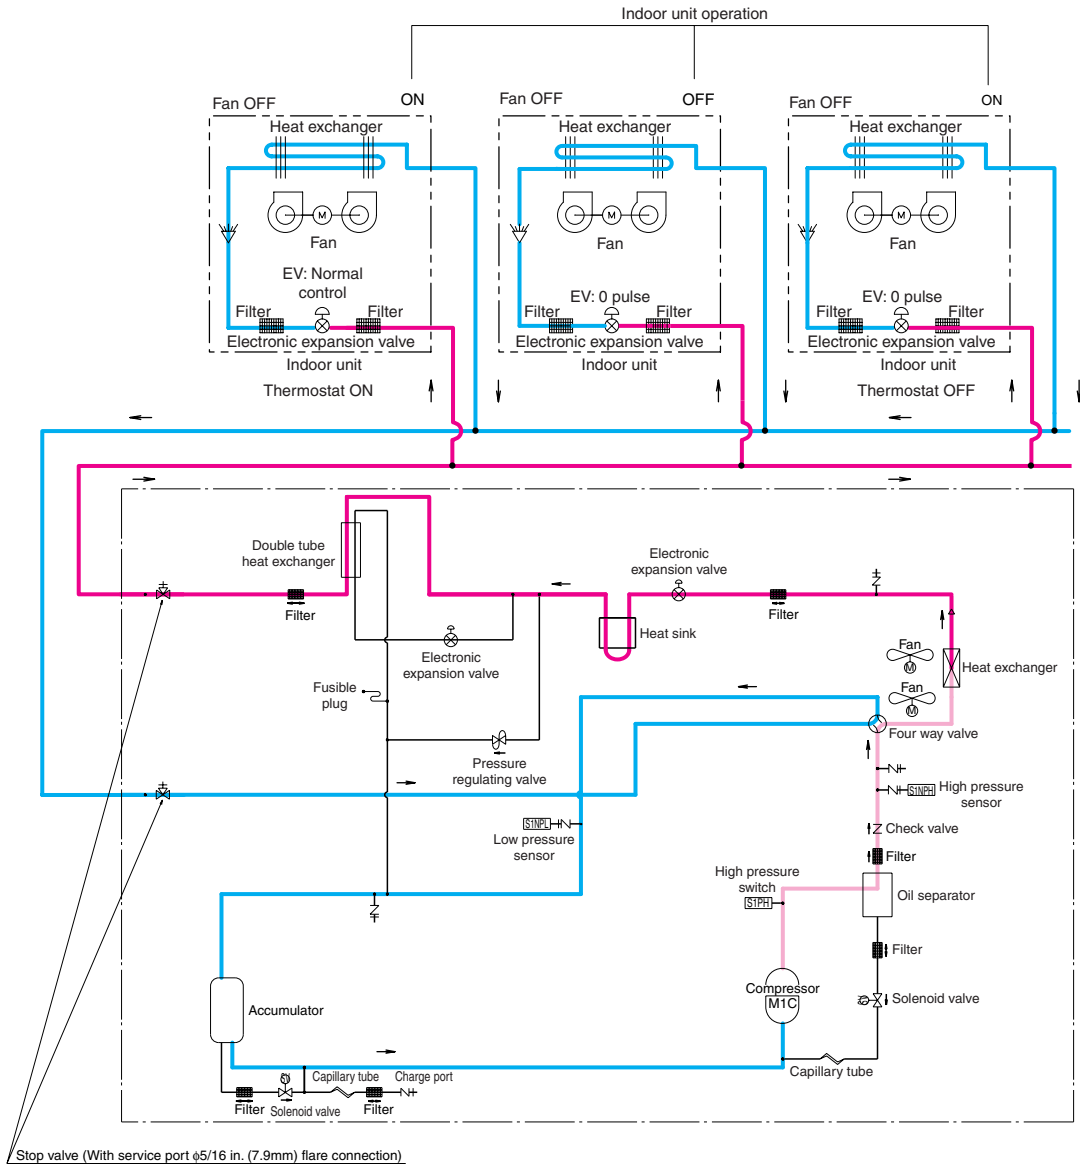 Indoor unit operation
Fan OFF
ON
Heat exchanger
M
Fan
EV: Normal
control
Filter
Filter
Electronic expansion valve
Indoor unit
Thermostat ON
Fan OFF
OFF
Heat exchanger
M
Fan
EV: 0 pulse
Filter
Filter
Electronic expansion valve
Indoor unit
Fan OFF
ON
Heat exchanger
M
Fan
EV: 0 pulse
Filter
Filter
Electronic expansion valve
Indoor unit
Thermostat OFF
Double tube
heat exchanger
Filter
Electronic
expansion valve
Fusible
plug
Pressure
regulating valve
Heat sink
Electronic
expansion valve
Filter
Fan
M
Heat exchanger
Fan
M
Four way valve
S1NPH
High pressure
sensor
Check valve
Filter
S1NPL
Low pressure
sensor
High pressure
switch
S1PH
Oil separator
Filter
Compressor
M1C
Solenoid valve
Capillary tube
Accumulator
SV
Filter
Solenoid valve
Capillary tube
Filter
Charge port
Stop valve (With service port ϕ5/16 in. (7.9mm) flare connection)